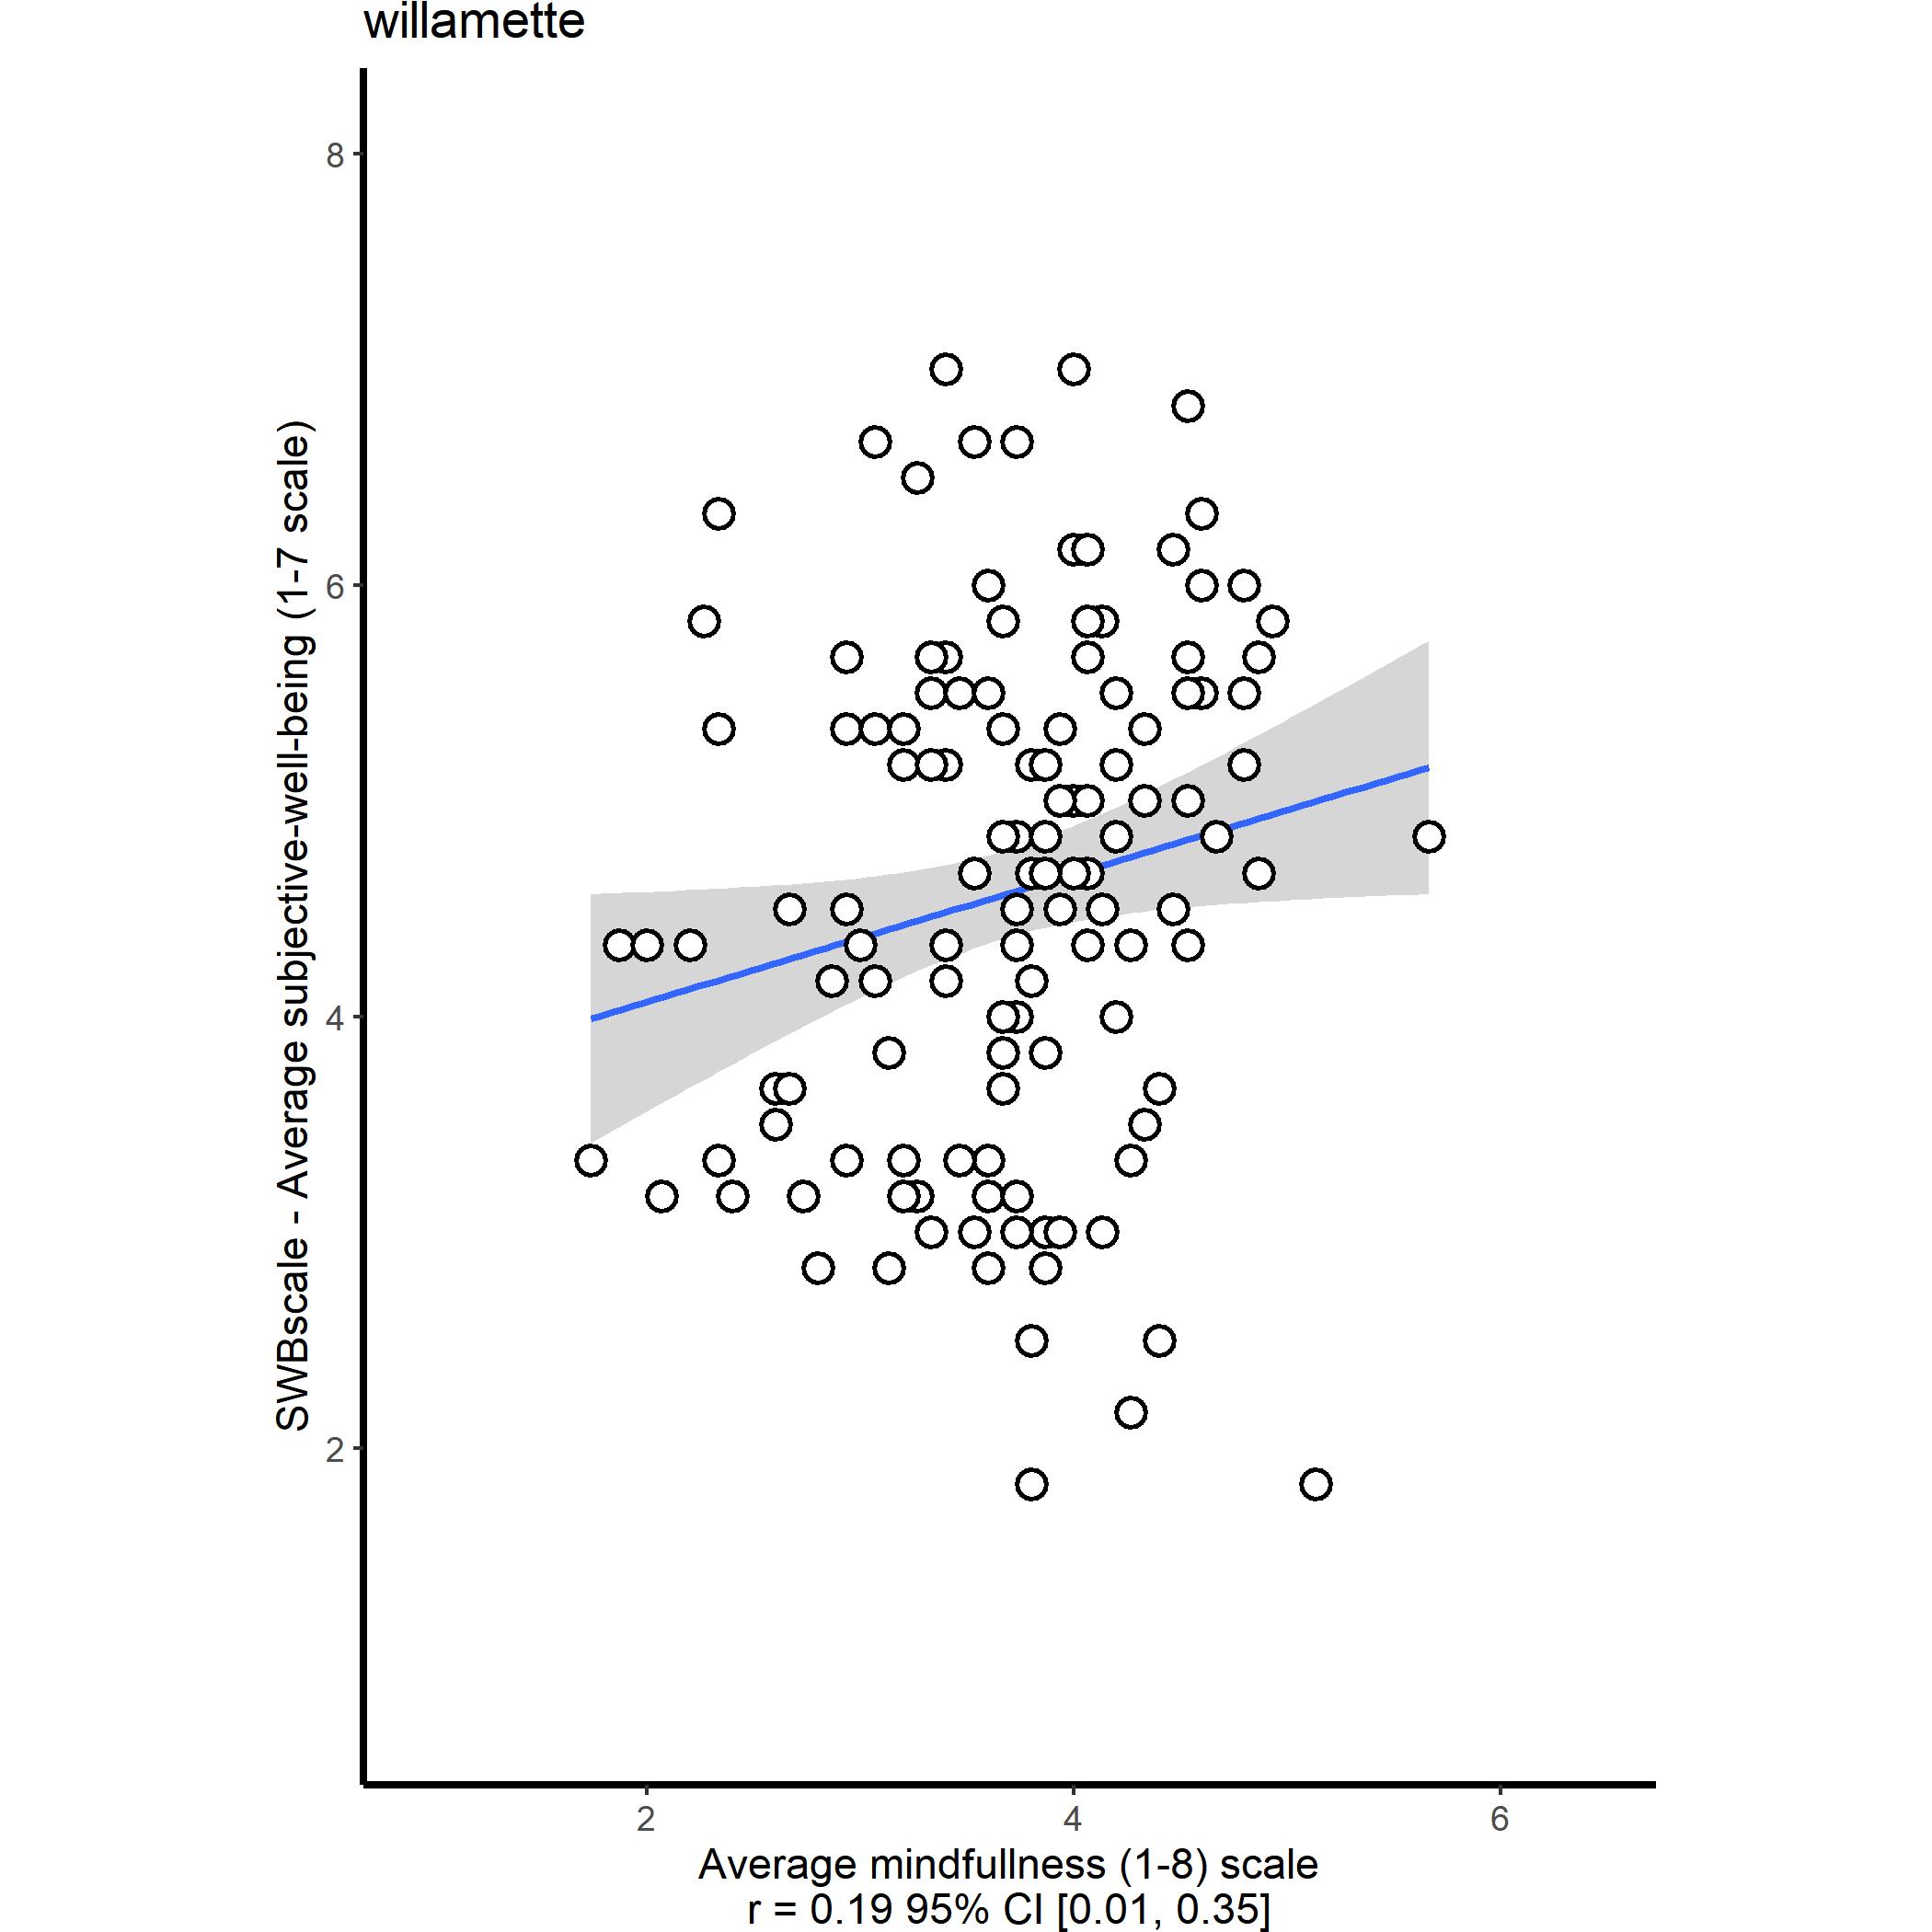 willamette
8
6
4
2
SWBscale - Average subjective-well-being (1-7 scale)
2 4 6
Average mindfullness (1-8) scale
r = 0.19 95% CI [0.01, 0.35]